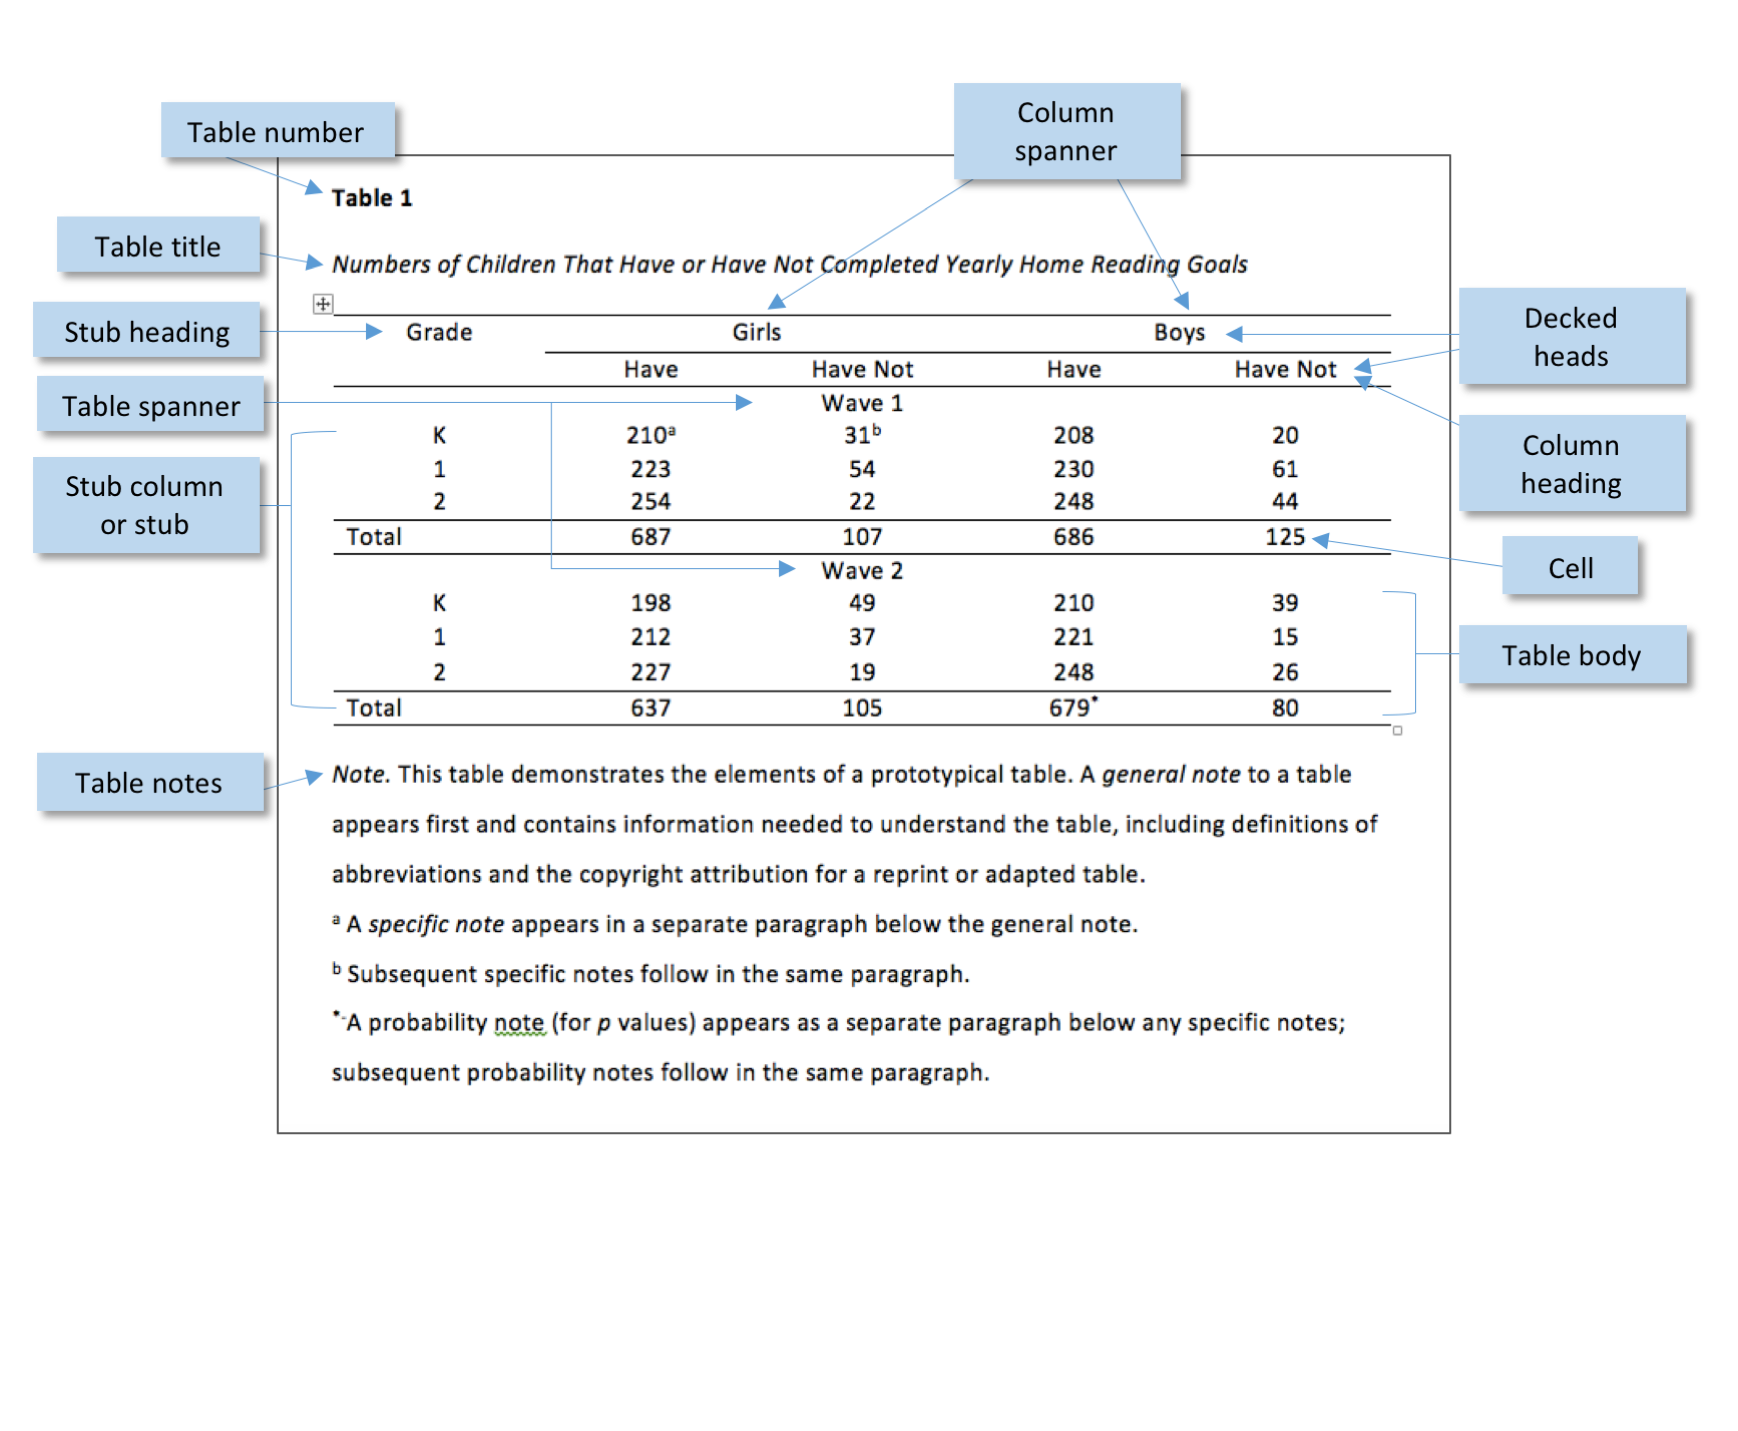 Table number
Column
spanner
Table 1
Table title
Numbers of Children That Have or Have Not Completed Yearly Home Reading Goals
Stub heading
Grade Girls Boys
Decked
heads
Have Have Not Have Have Not
Table spanner
Wave 1
K 210ᵃ 31ᵇ 208 20
Column
heading
1 223 54 230 61
Stub column
or stub
2 254 22 248 44
Total 687 107 686 125
Cell
Wave 2
K 198 49 210 39
1 212 37 221 15
Table body
2 227 19 248 26
Total 637 105 679* 80
Table notes
Note. This table demonstrates the elements of a prototypical table. A general note to a table
appears first and contains information needed to understand the table, including definitions of
abbreviations and the copyright attribution for a reprint or adapted table.
ᵃ A specific note appears in a separate paragraph below the general note.
ᵇ Subsequent specific notes follow in the same paragraph.
*-A probability note (for p values) appears as a separate paragraph below any specific notes;
subsequent probability notes follow in the same paragraph.